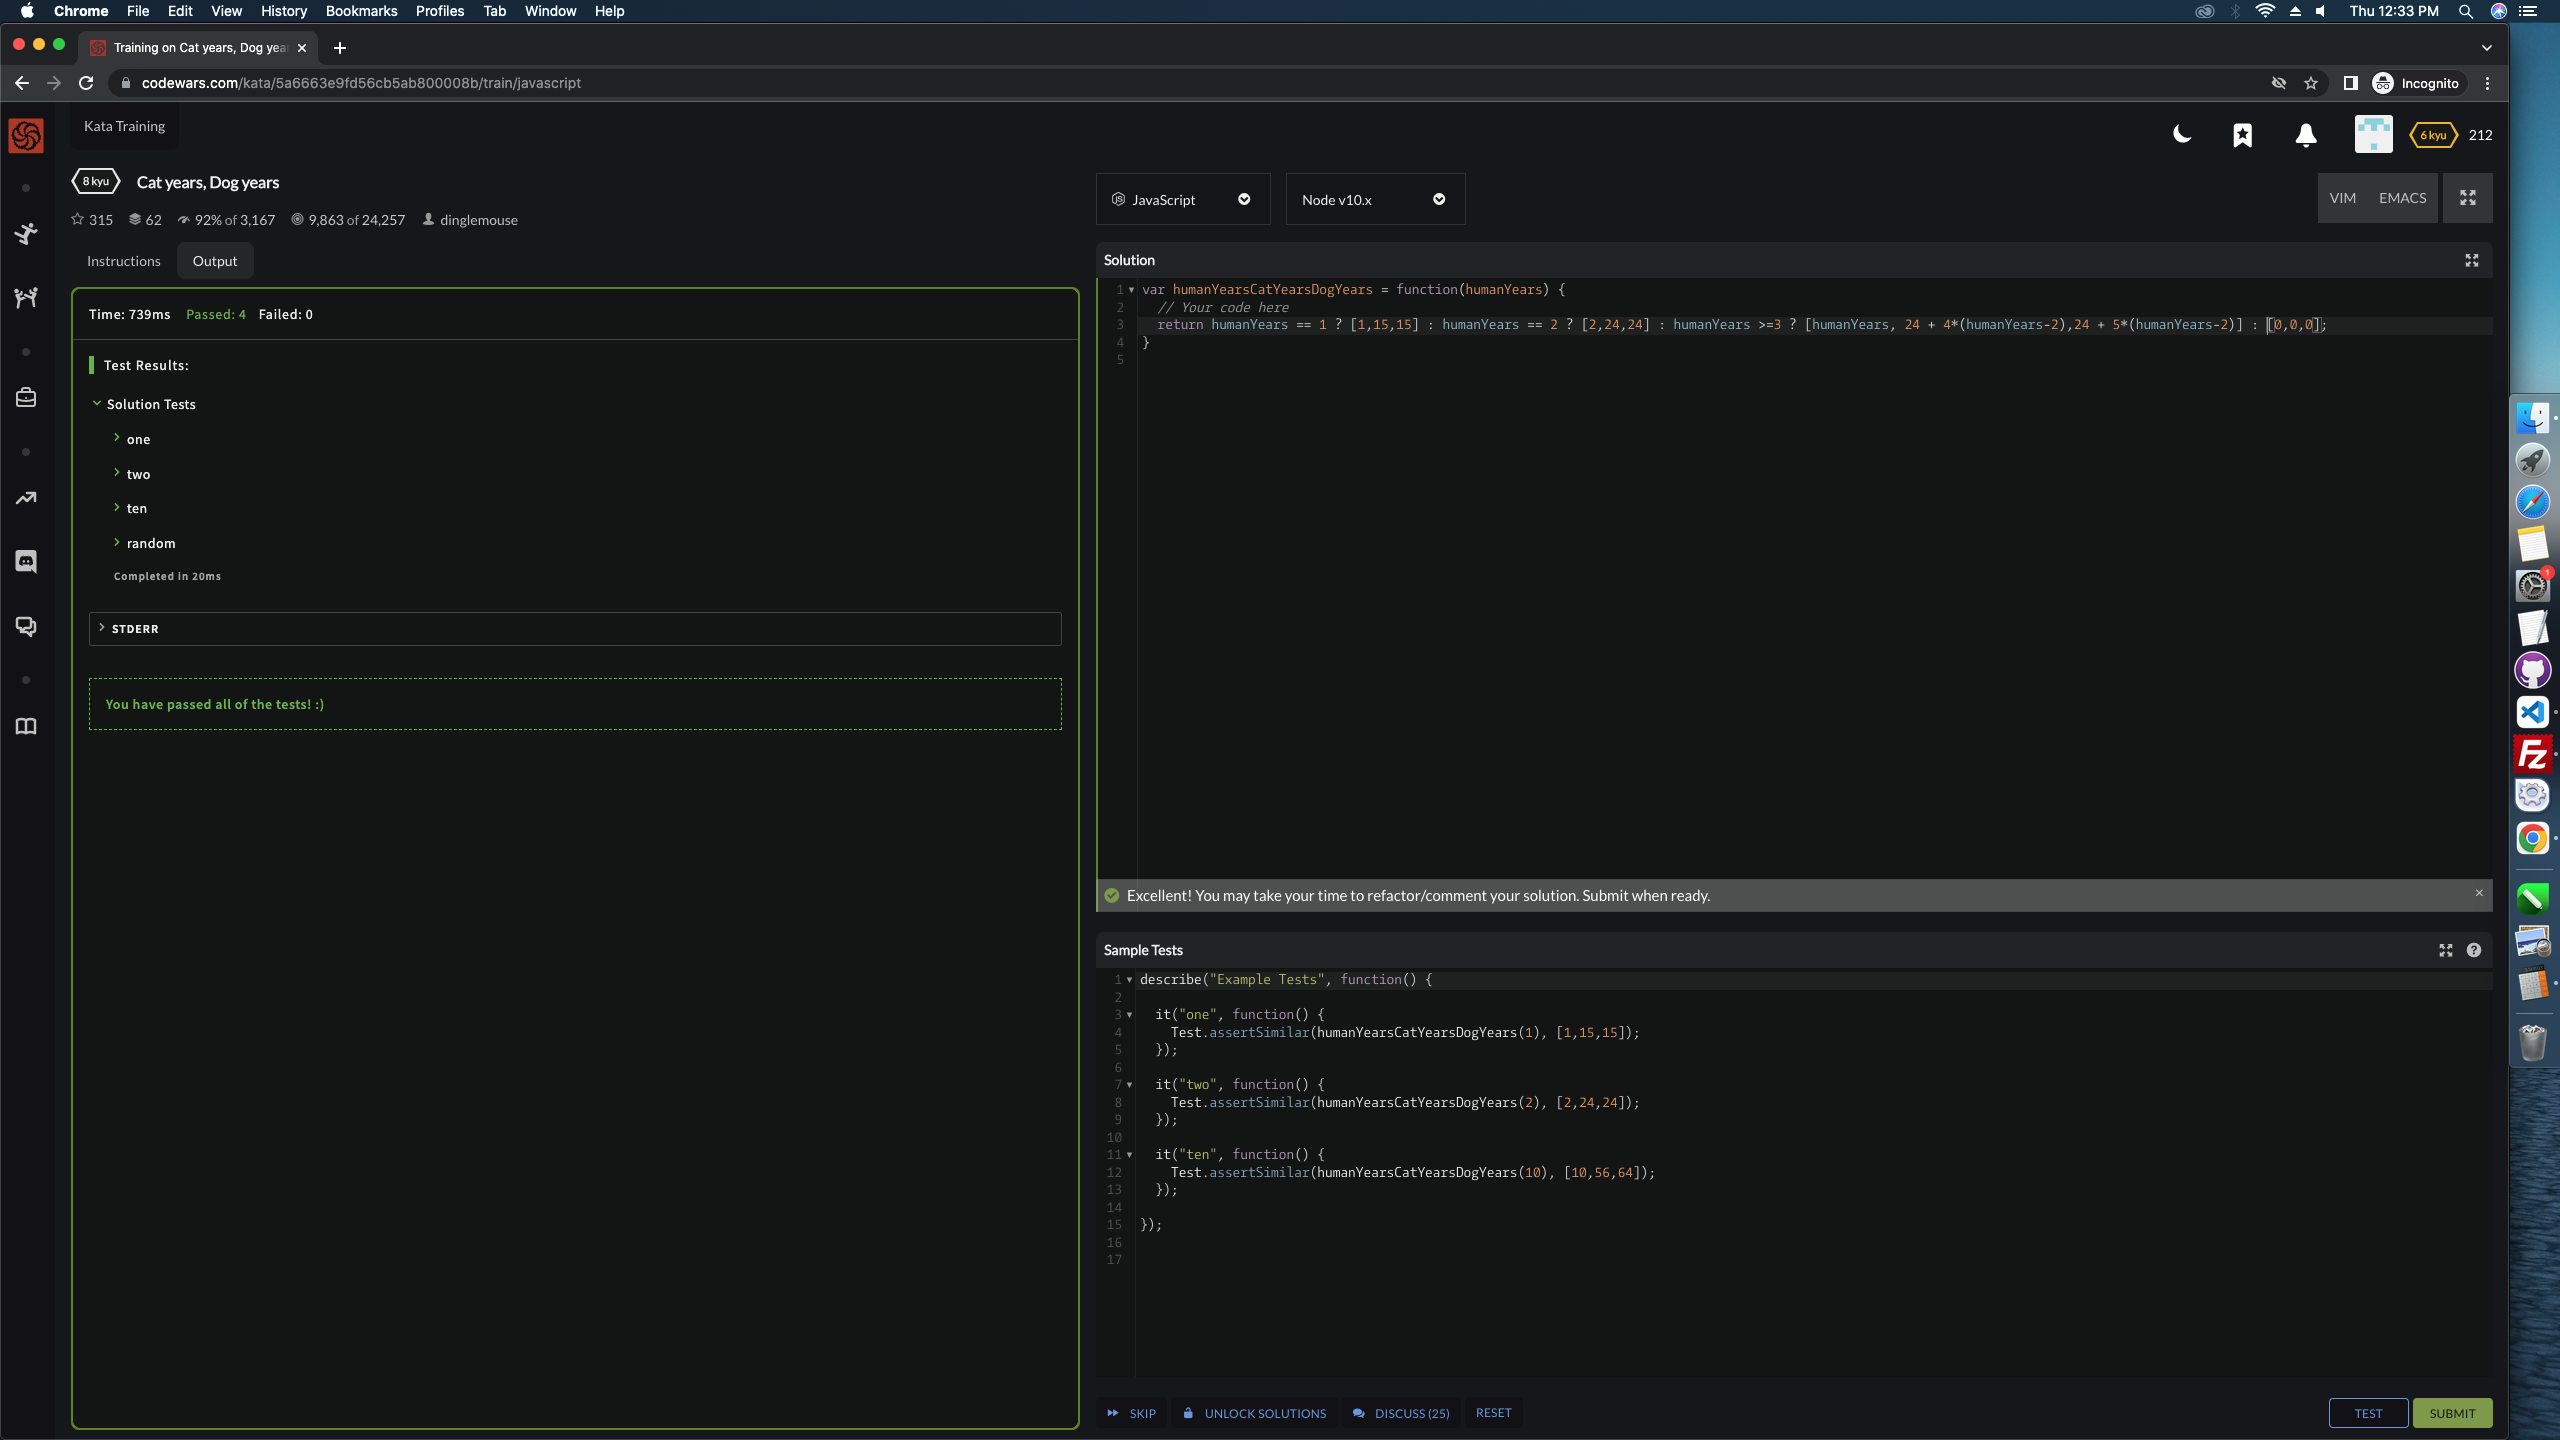 Chrome File Edit View History Bookmarks Profiles Tab Window Help
Thu 12:33 PM
Training on Cat years, Dog yea
codewars.com/kata/5a6663e9fd56cb5ab800008b/train/javascript
Incognito
Kata Training
6 kyu 212
8 kyu Cat years, Dog years
315 62 92% of 3,167 9,863 of 24,257 dinglemouse
Instructions Output
Time: 739ms Passed: 4 Failed: 0
Test Results:
Solution Tests
one
two
ten
random
Completed in 20ms
STDERR
You have passed all of the tests! :)
JavaScript Node v10.x VIM EMACS
Solution
1 var humanYearsCatYearsDogYears = function(humanYears) {
2 // Your code here
3 return humanYears == 1 ? [1,15,15] : humanYears == 2 ? [2,24,24] : humanYears >=3 ? [humanYears, 24 + 4*(humanYears-2),24 + 5*(humanYears-2)] : [0,0,0];
4 }
5
Excellent! You may take your time to refactor/comment your solution. Submit when ready.
Sample Tests
1 describe("Example Tests", function() {
2
3 it("one", function() {
4 Test.assertSimilar(humanYearsCatYearsDogYears(1), [1,15,15]);
5 });
6
7 it("two", function() {
8 Test.assertSimilar(humanYearsCatYearsDogYears(2), [2,24,24]);
9 });
10
11 it("ten", function() {
12 Test.assertSimilar(humanYearsCatYearsDogYears(10), [10,56,64]);
13 });
14
15 });
16
17
SKIP UNLOCK SOLUTIONS DISCUSS (25) RESET TEST SUBMIT
1
Fz